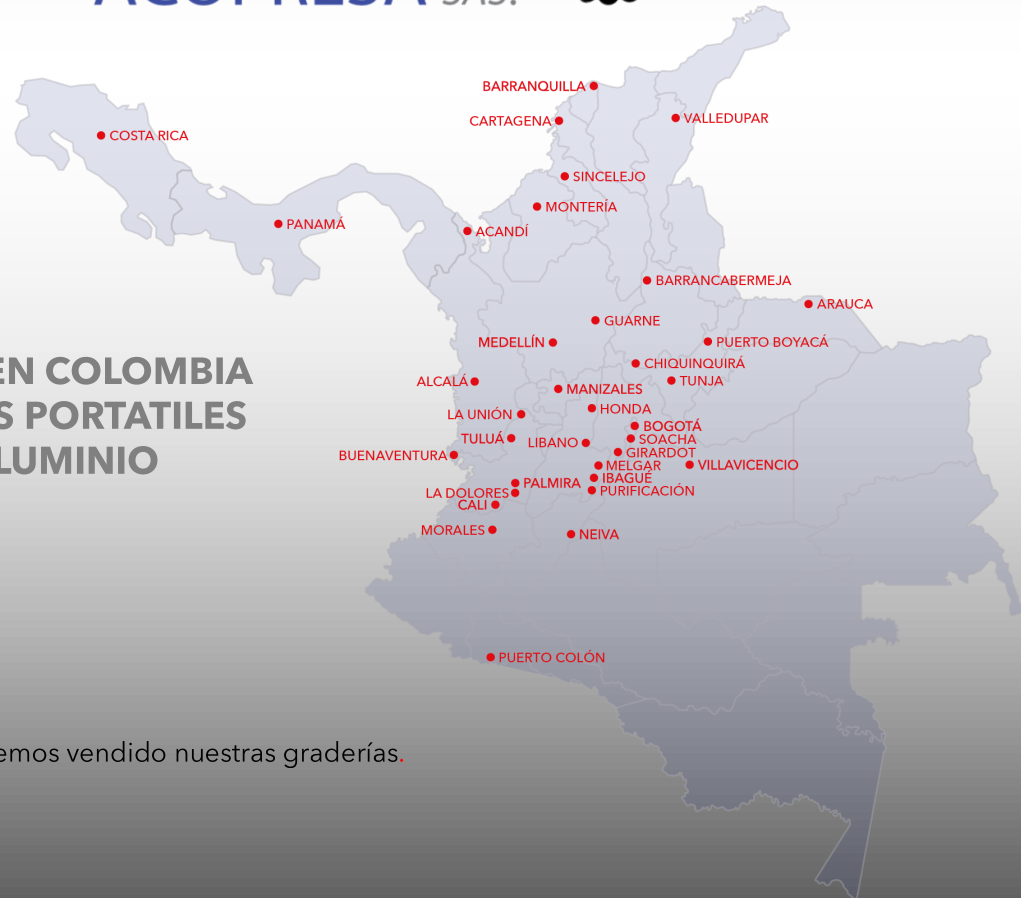 ACOPRESA SAS.
BARRANQUILLA
CARTAGENA
VALLEDUPAR
COSTA RICA
SINCELEJO
MONTERÍA
PANAMÁ
ACANDÍ
BARRANCABERMEJA
ARAUCA
GUARNE
MEDELLÍN
PUERTO BOYACÁ
CHIQUINQUIRÁ
EN COLOMBIA
S PORTATILES
LUMINIO
ALCALÁ
TUNJA
MANIZALES
HONDA
LA UNIÓN
BOGOTÁ
TULUÁ
LIBANO
SOACHA
GIRARDOT
BUENAVENTURA
MELGAR
VILLAVICENCIO
IBAGUÉ
PALMIRA
PURIFICACIÓN
LA DOLORES
CALI
MORALES
NEIVA
PUERTO COLÓN
emos vendido nuestras graderías.